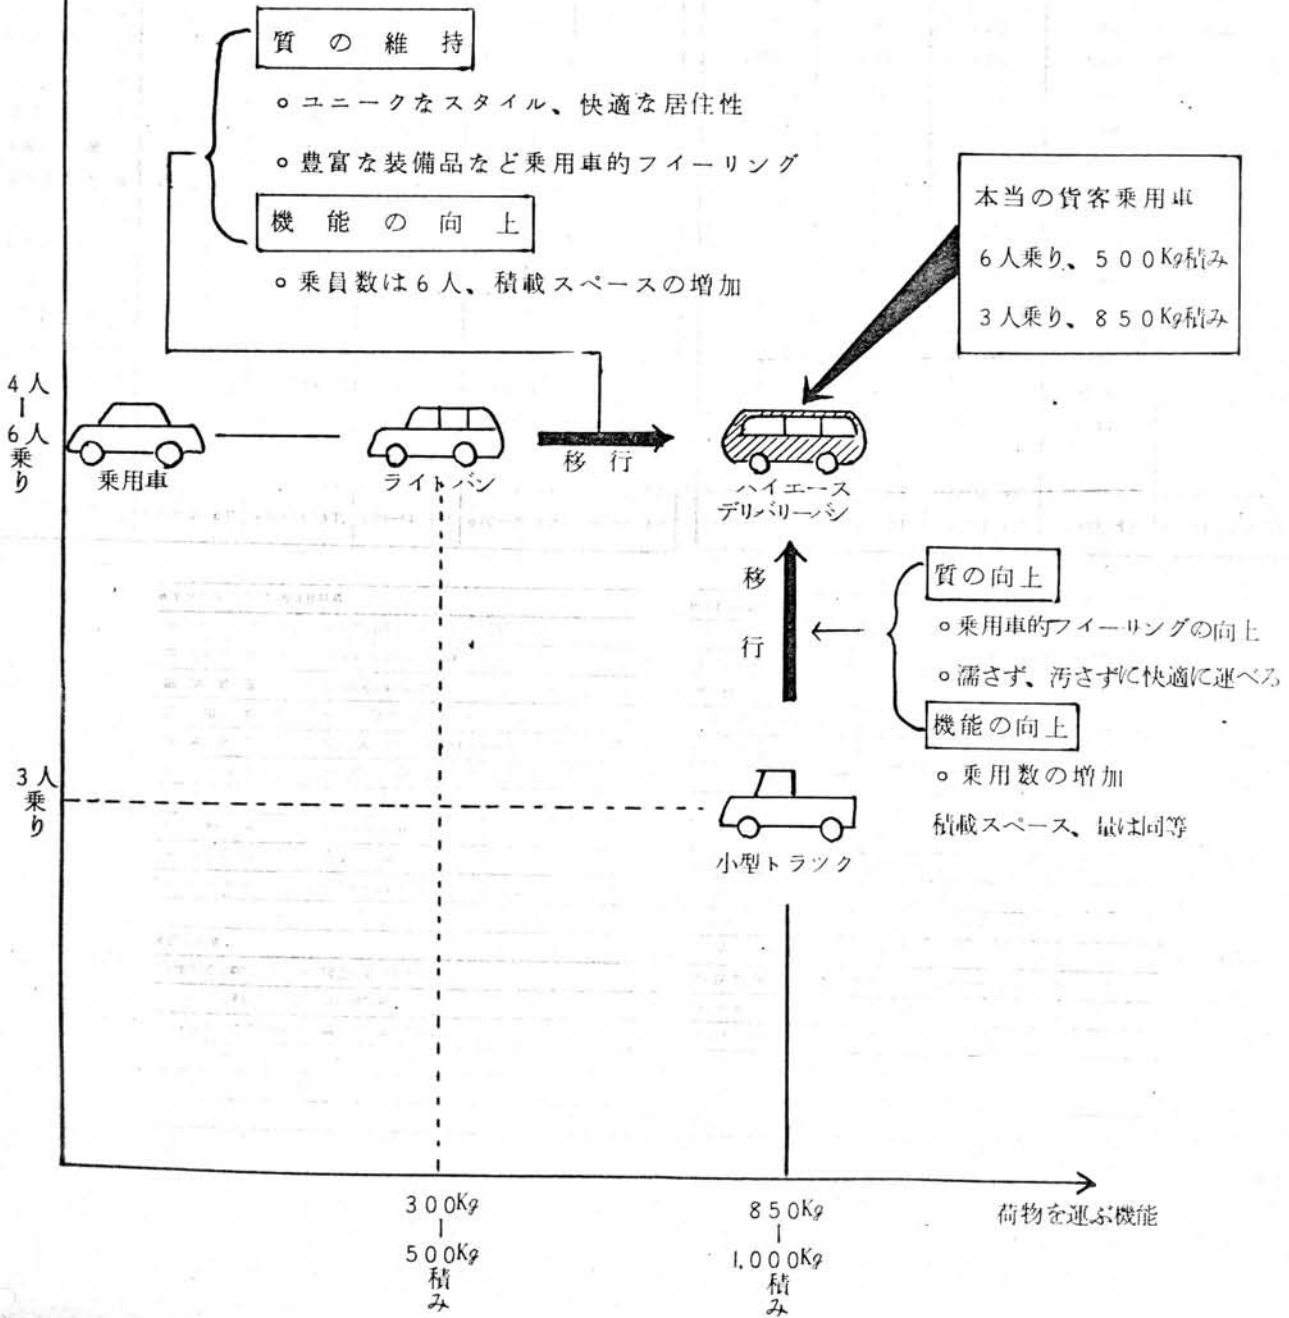 質の維持
○ユニークなスタイル、快適な居住性
○豊富な装備品など乗用車的フイーリング
機能の向上
○乗員数は6人、積載スペースの増加
本当の貨客乗用車
6人乗り、500Kg積み
3人乗り、850Kg積み
4人
|
6人
乗り
乗用車
ライトバン
移行
ハイエース
デリバリーバン
移
行
質の向上
○乗用車的フイーリングの向上
○濡さず、汚さずに快適に運べる
機能の向上
○乗用数の増加
積載スペース、量は同等
3人
乗り
小型トラック
300Kg
|
500Kg
積み
850Kg
|
1,000Kg
積み
荷物を運ぶ機能